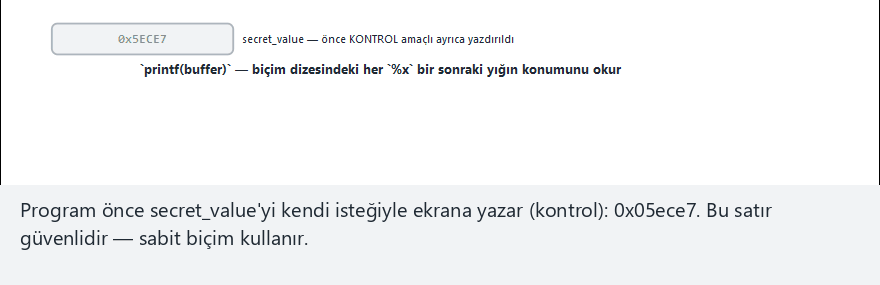 0x5ECE7 secret_value — önce KONTROL amaçlı ayrıca yazdırıldı
`printf(buffer)` — biçim dizesindeki her `%x` bir sonraki yığın konumunu okur
Program önce secret_value'yi kendi isteğiyle ekrana yazar (kontrol): 0x05ece7. Bu satır
güvenlidir — sabit biçim kullanır.